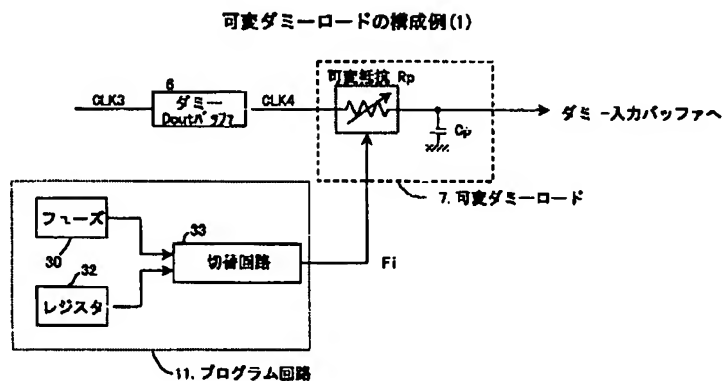 可変ダミーロードの構成例(1)
可変抵抗 Rp
6
CLK3
ダミー
Doutバッファ
CLK4
Cp
ダミー入力バッファへ
7.可変ダミーロード
フューズ
30
33
切替回路
Fi
32
レジスタ
11.プログラム回路